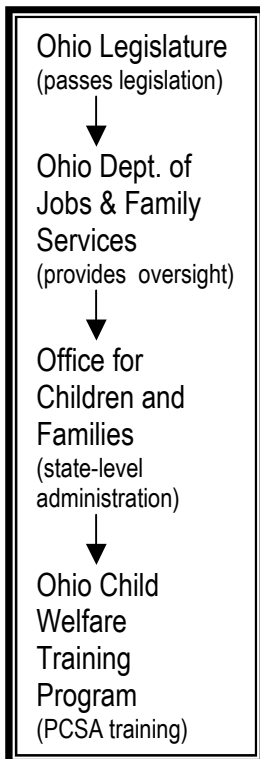 Ohio Legislature
(passes legislation)
Ohio Dept. of
Jobs & Family
Services
(provides oversight)
Office for
Children and
Families
(state-level
administration)
Ohio Child
Welfare
Training
Program
(PCSA training)